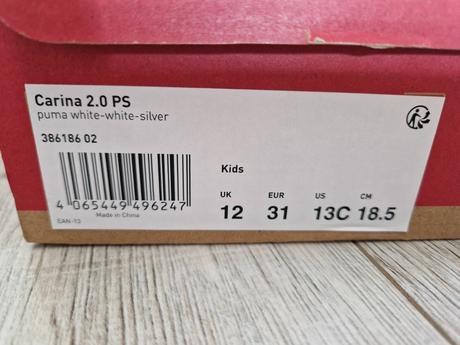 Carina 2.0 PS
puma white-white-silver
386186 02
4 065449 496247
EAN-13
Made in China
Kids
UK EUR US CM
12 31 13C 18.5